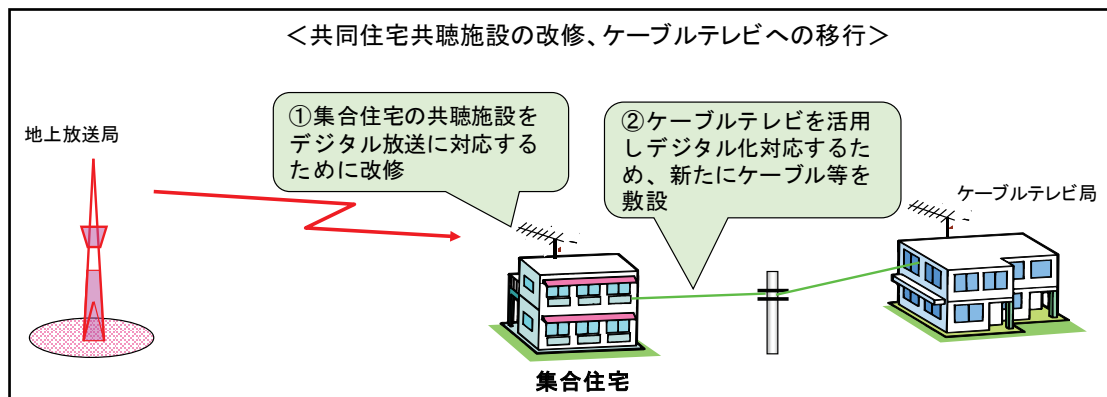 ＜共同住宅共聴施設の改修、ケーブルテレビへの移行＞
地上放送局
①集合住宅の共聴施設を
デジタル放送に対応する
ために改修
②ケーブルテレビを活用
しデジタル化対応するた
め、新たにケーブル等を
敷設
ケーブルテレビ局
集合住宅